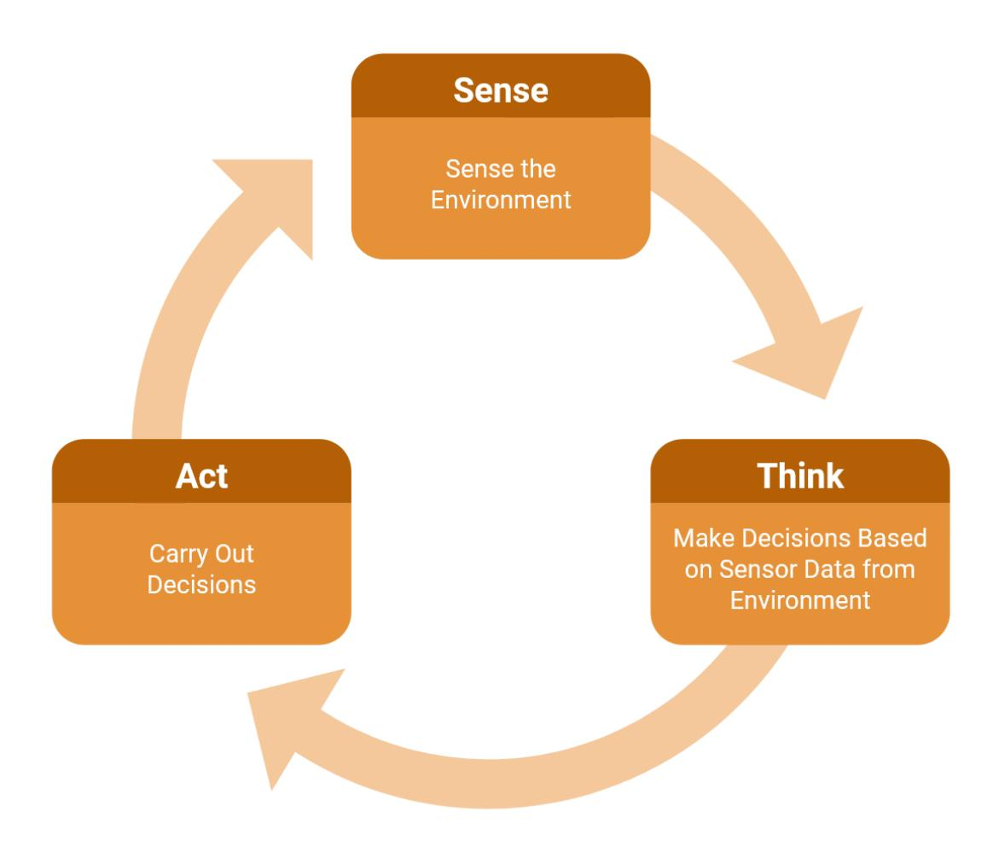 Sense
Sense the
Environment
Act
Carry Out
Decisions
Think
Make Decisions Based
on Sensor Data from
Environment